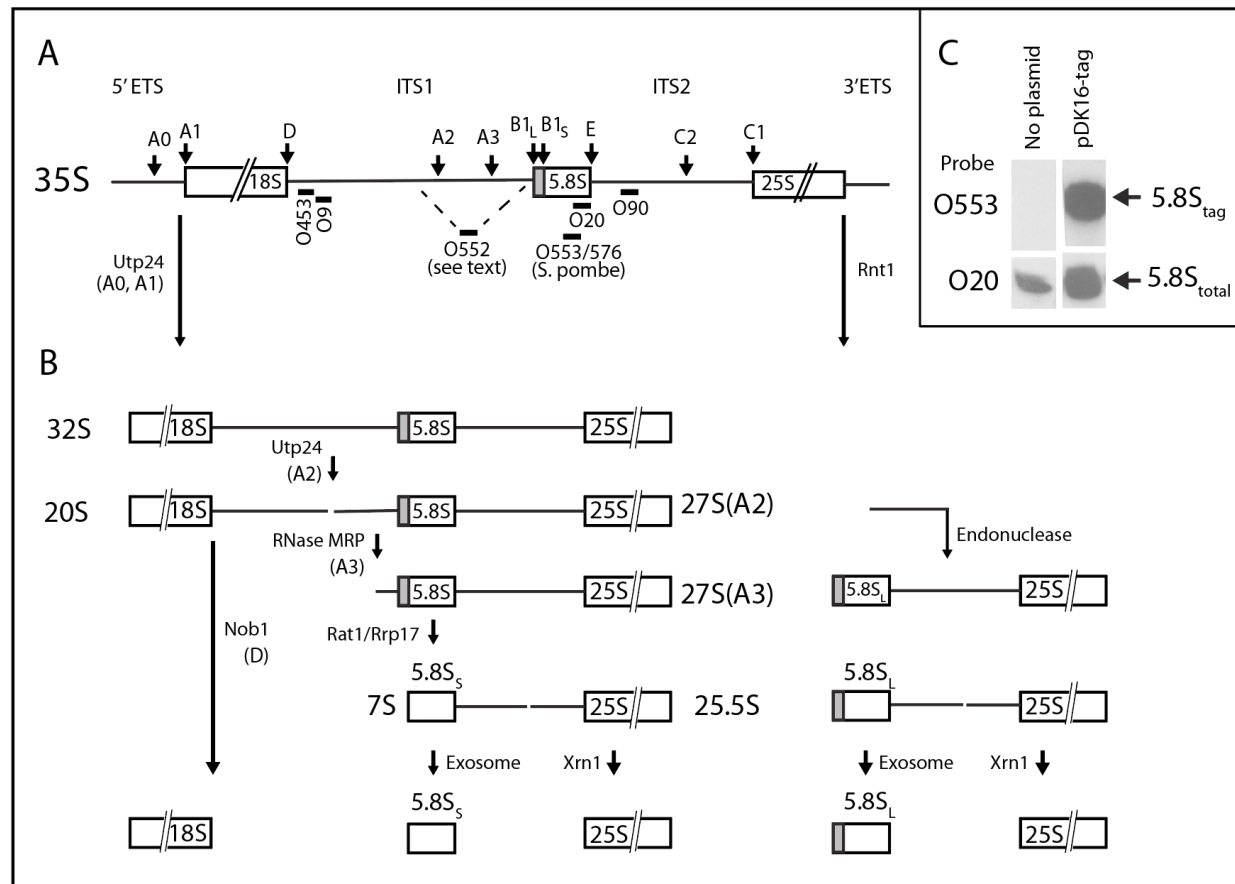 A
5' ETS ITS1 ITS2 3'ETS
A0 A1 D A2 A3 B1L B1S E C2 C1
35S 18S 5.8S 25S
O453 O91 O20 O90
O552 O553/576
(see text) (S. pombe)
Utp24
(A0, A1)
Rnt1
C
No plasmid pDK16-tag
Probe
O553 5.8Stag
O20 5.8Stotal
B
32S 18S 5.8S 25S
Utp24
(A2)
20S 18S 5.8S 25S 27S(A2)
RNase MRP
(A3)
Endonuclease
5.8S 25S 27S(A3) 5.8SL 25S
Nob1
(D)
Rat1/Rrp17
5.8SS 5.8SL
7S 25S 25.5S 25S
Exosome Xrn1 Exosome Xrn1
5.8SS 5.8SL
18S 25S 25S